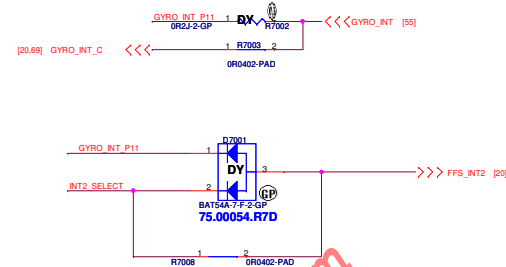 GYRO_INT_P11 1 DY R7002 GYRO_INT [55]
0R2J-2-GP
[20,69] GYRO_INT_C 1 R7003 2
0R0402-PAD
D7001
GYRO_INT_P11 1
DY 3 FFS_INT2 [20]
INT2_SELECT 2
GP
BAT54A-7-F-2-GP
75.00054.R7D
R7008 1 2 0R0402-PAD